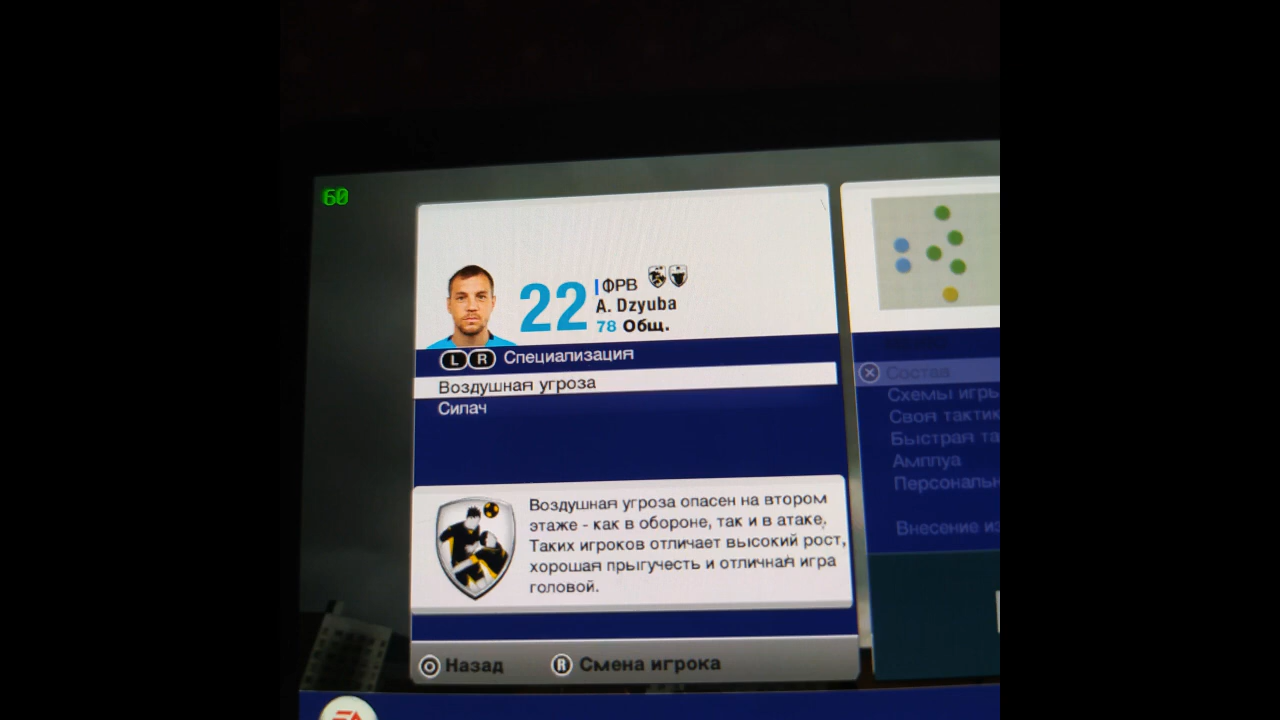 60
22
ФРВ
A. Dzyuba
78 Общ.
L R Специализация
Воздушная угроза
Силач
Воздушная угроза опасен на втором
этаже - как в обороне, так и в атаке.
Таких игроков отличает высокий рост,
хорошая прыгучесть и отличная игра
головой.
Назад
R Смена игрока
Состав
Схемы игры
Своя тактик
Быстрая та
Амплуа
Персональн
Внесение из